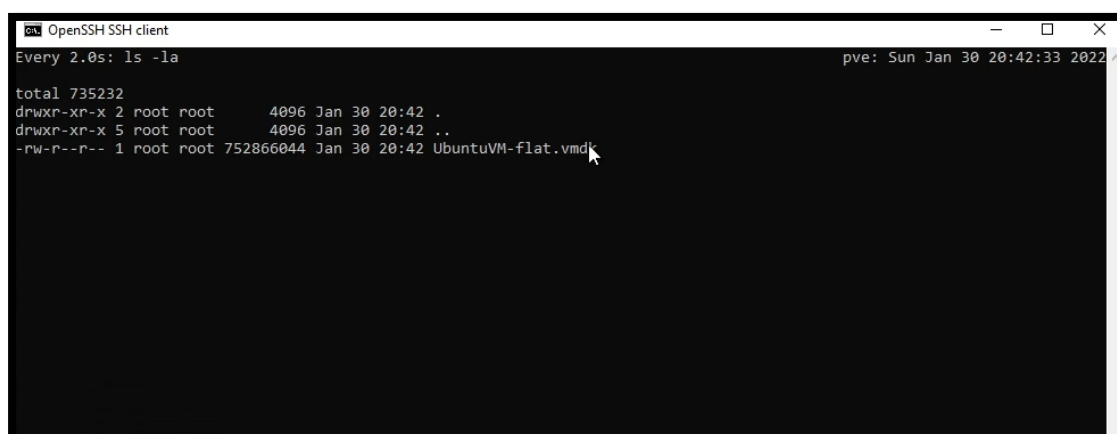 OpenSSH SSH client
Every 2.0s: ls -la pve: Sun Jan 30 20:42:33 2022
total 735232
drwxr-xr-x 2 root root 4096 Jan 30 20:42 .
drwxr-xr-x 5 root root 4096 Jan 30 20:42 ..
-rw-r--r-- 1 root root 752866044 Jan 30 20:42 UbuntuVM-flat.vmdk